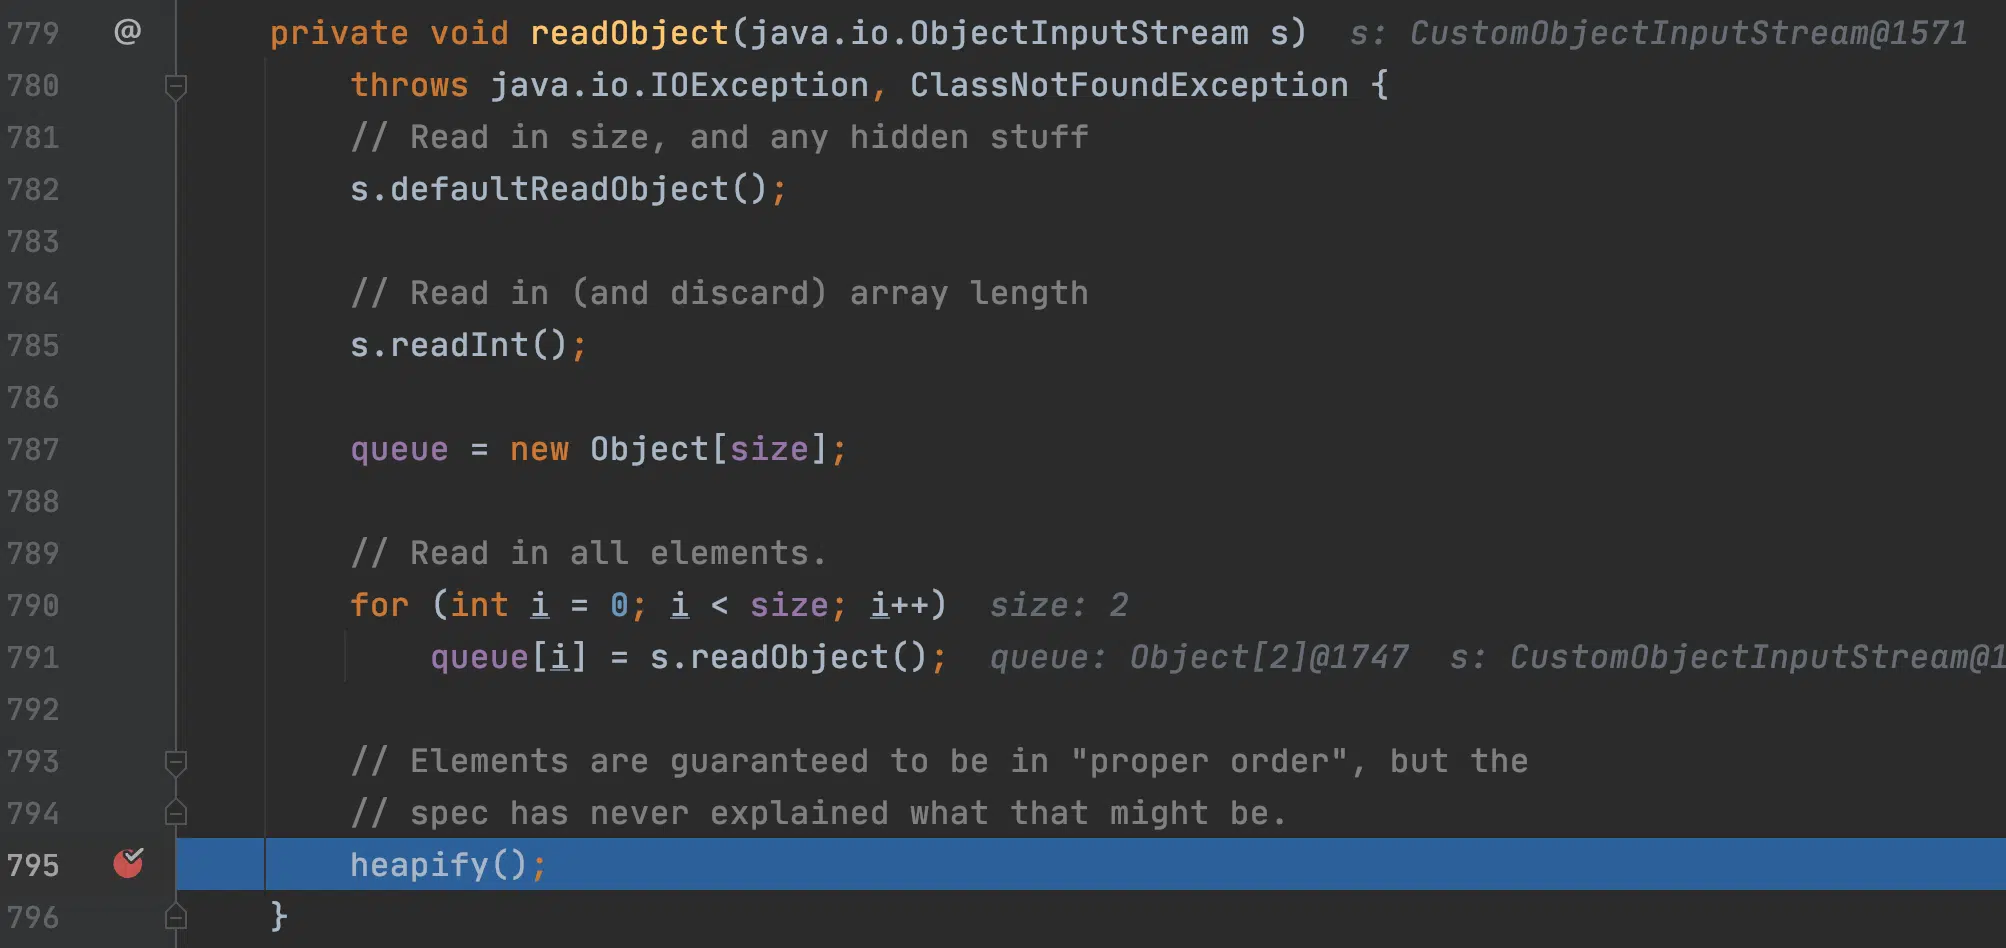 779 @ private void readObject(java.io.ObjectInputStream s) s: CustomObjectInputStream@1571
780 throws java.io.IOException, ClassNotFoundException {
781 // Read in size, and any hidden stuff
782 s.defaultReadObject();
783
784 // Read in (and discard) array length
785 s.readInt();
786
787 queue = new Object[size];
788
789 // Read in all elements.
790 for (int i = 0; i < size; i++) size: 2
791 queue[i] = s.readObject(); queue: Object[2]@1747 s: CustomObjectInputStream@1
792
793 // Elements are guaranteed to be in "proper order", but the
794 // spec has never explained what that might be.
795 heapify();
796 }